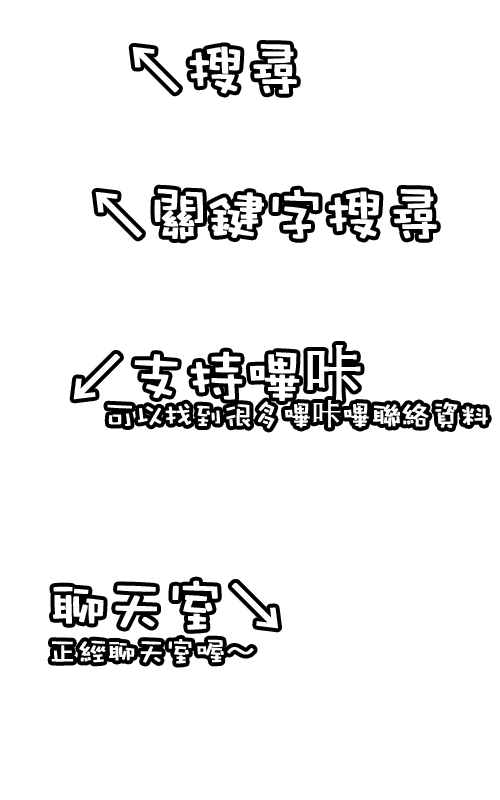 ↖搜尋
↖關鍵字搜尋
↙支持嗶咔
可以找到很多嗶咔嗶聯絡資料
聊天室↘
正經聊天室喔～